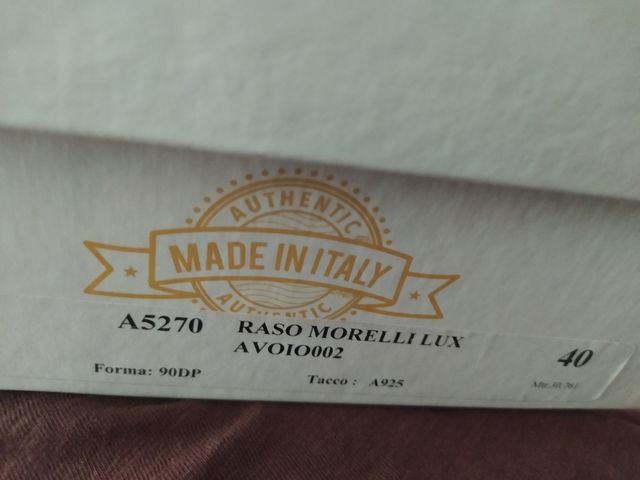 AUTHENTIC
MADE IN ITALY
AUTHENTIC
A5270 RASO MORELLI LUX
AVOIO002
40
Forma: 90DP Tacco : A925